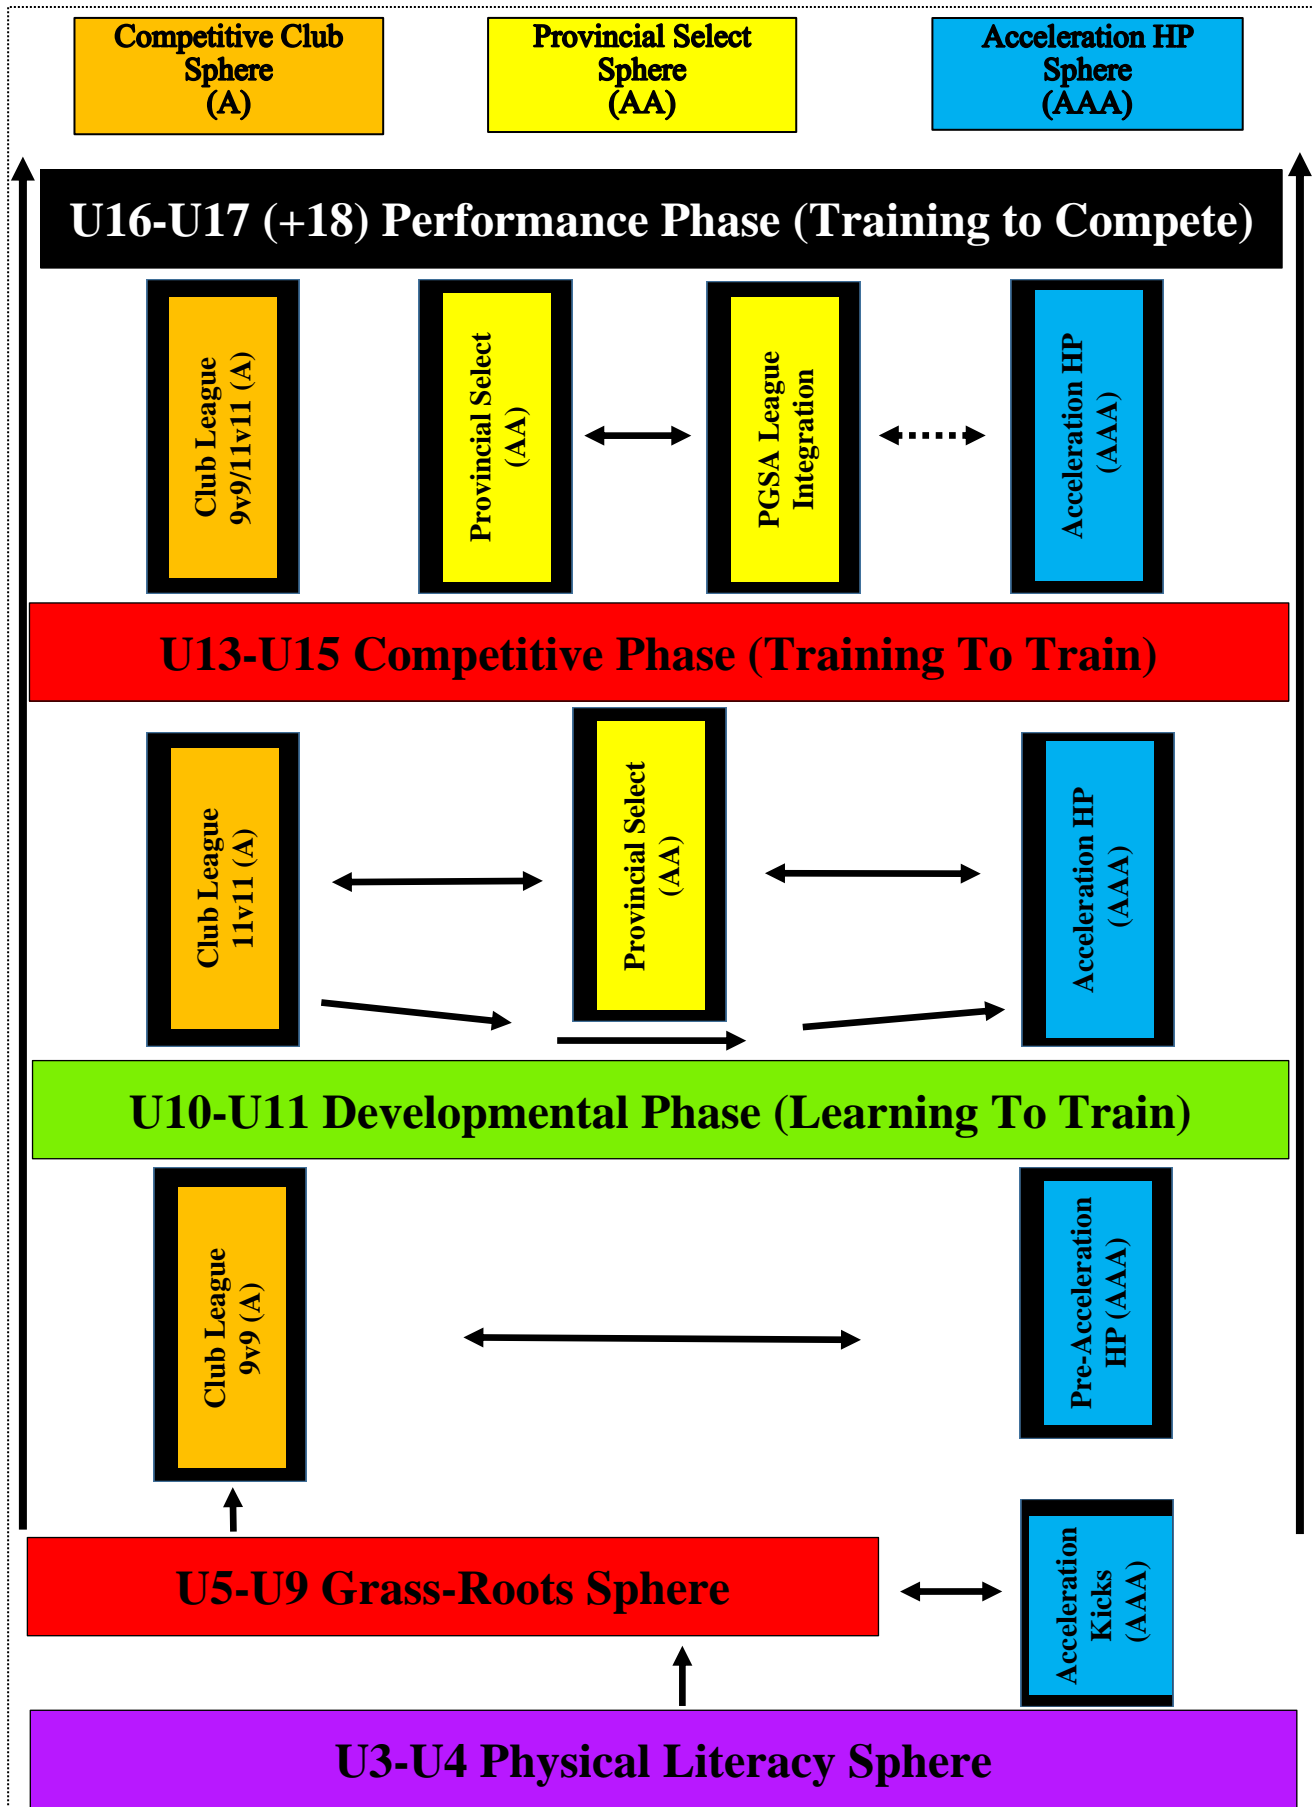 Competitive Club
Sphere
(A)
Provincial Select
Sphere
(AA)
Acceleration HP
Sphere
(AAA)
U16-U17 (+18) Performance Phase (Training to Compete)
Club League
9v9/11v11 (A)
Provincial Select
(AA)
PGSA League
Integration
Acceleration HP
(AAA)
U13-U15 Competitive Phase (Training To Train)
Club League
11v11 (A)
Provincial Select
(AA)
Acceleration HP
(AAA)
U10-U11 Developmental Phase (Learning To Train)
Club League
9v9 (A)
Pre-Acceleration
HP (AAA)
U5-U9 Grass-Roots Sphere
Acceleration
Kicks
(AAA)
U3-U4 Physical Literacy Sphere